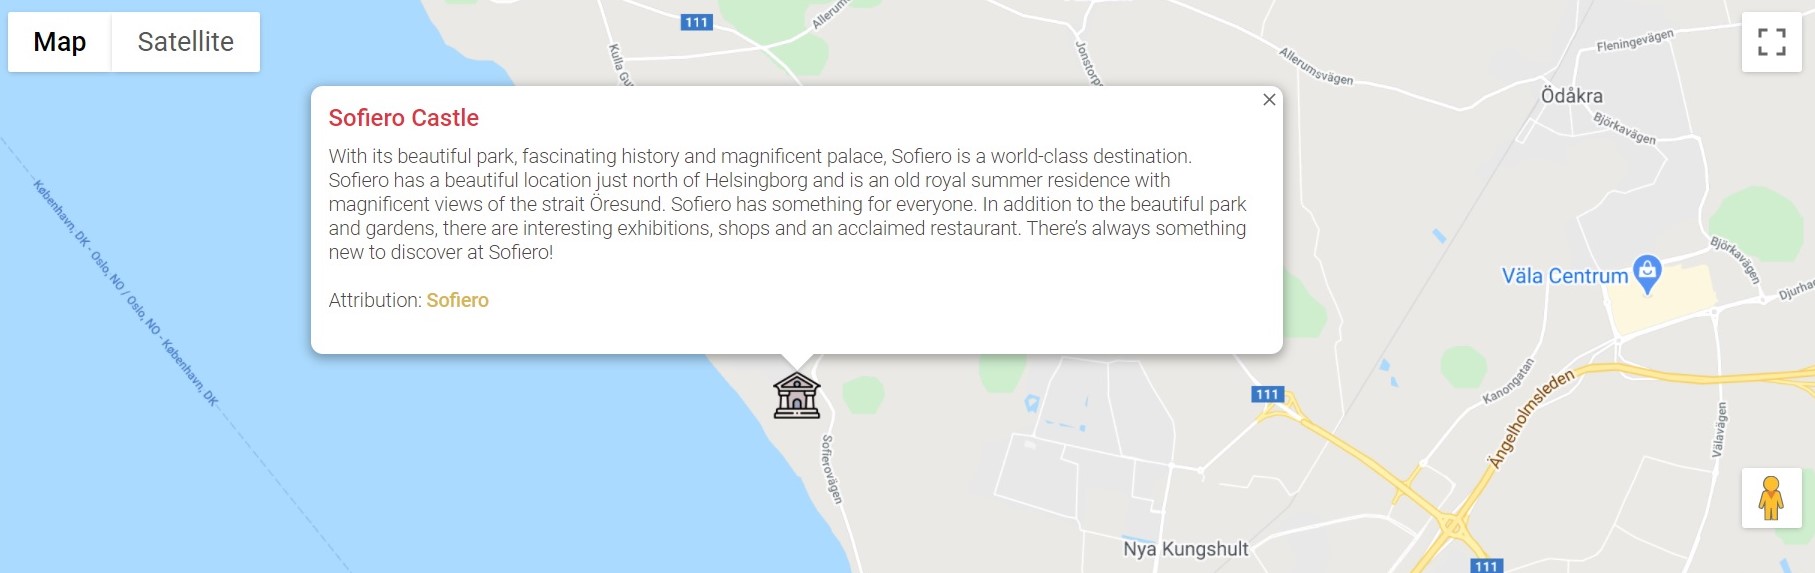 Map
Satellite
111
Allerums
Kulla Gu
Jonstorp
Allerumsvägen
Fleningevägen
Ödåkra
Björkavägen
Sofiero Castle
With its beautiful park, fascinating history and magnificent palace, Sofiero is a world-class destination.
Sofiero has a beautiful location just north of Helsingborg and is an old royal summer residence with
magnificent views of the strait Öresund. Sofiero has something for everyone. In addition to the beautiful park
and gardens, there are interesting exhibitions, shops and an acclaimed restaurant. There’s always something
new to discover at Sofiero!
Attribution: Sofiero
København, DK - Oslo, NO / Oslo, NO - København, DK
Björkavägen
Väla Centrum
Djurha
111
Kanongatan
Ängelholmsleden
Välavägen
Sofierovägen
Nya Kungshult
111